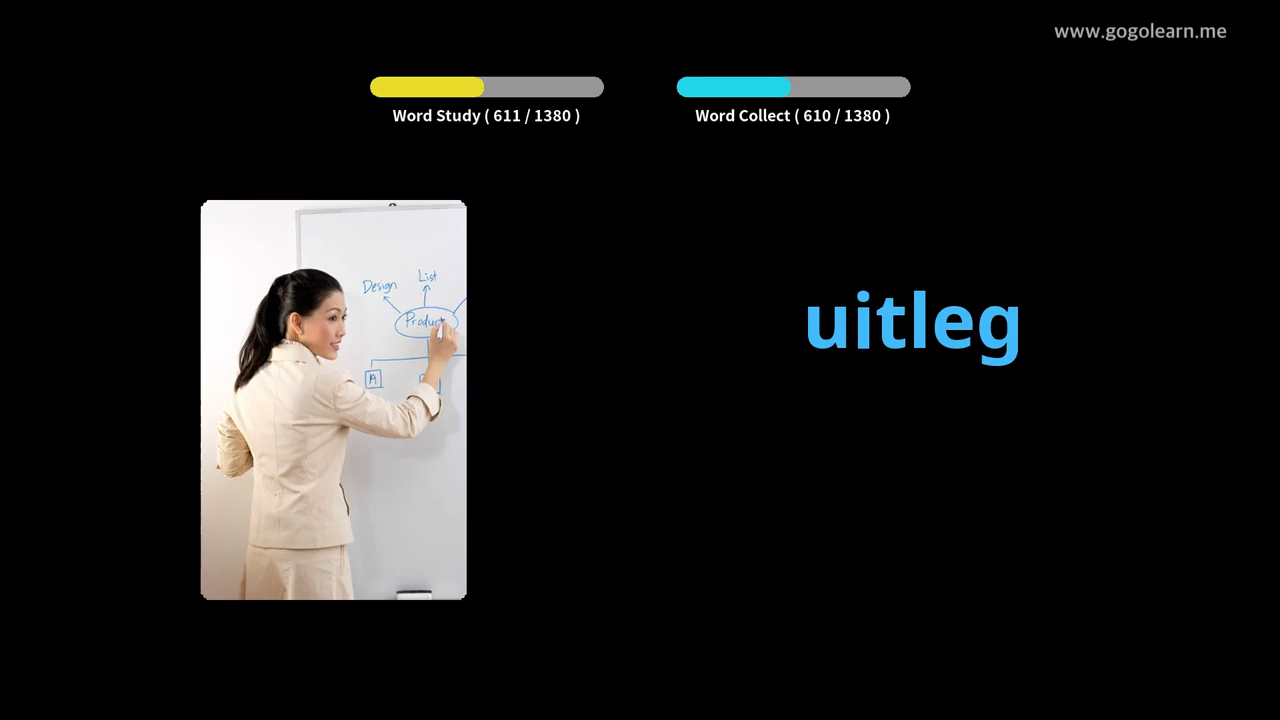 www.gogolearn.me
Word Study ( 611 / 1380 )
Word Collect ( 610 / 1380 )
List
Design
Product
A
uitleg